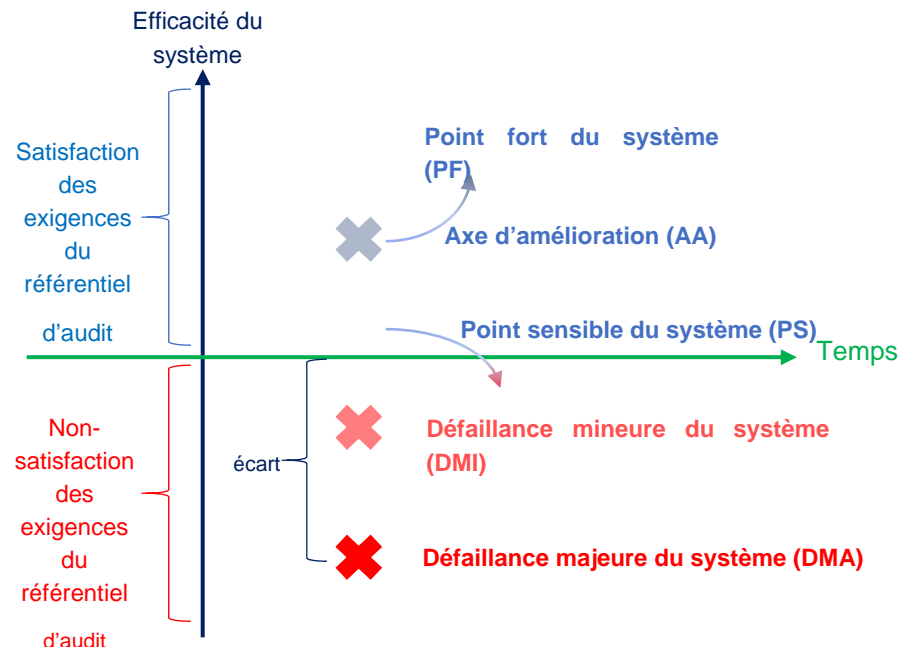 Efficacité du
système
Satisfaction
des
exigences
du
référentiel
d'audit
Point fort du système
(PF)
Axe d'amélioration (AA)
Point sensible du système (PS)
Temps
Non-
satisfaction
des
exigences
du
référentiel
d'audit
écart
Défaillance mineure du système
(DMI)
Défaillance majeure du système (DMA)